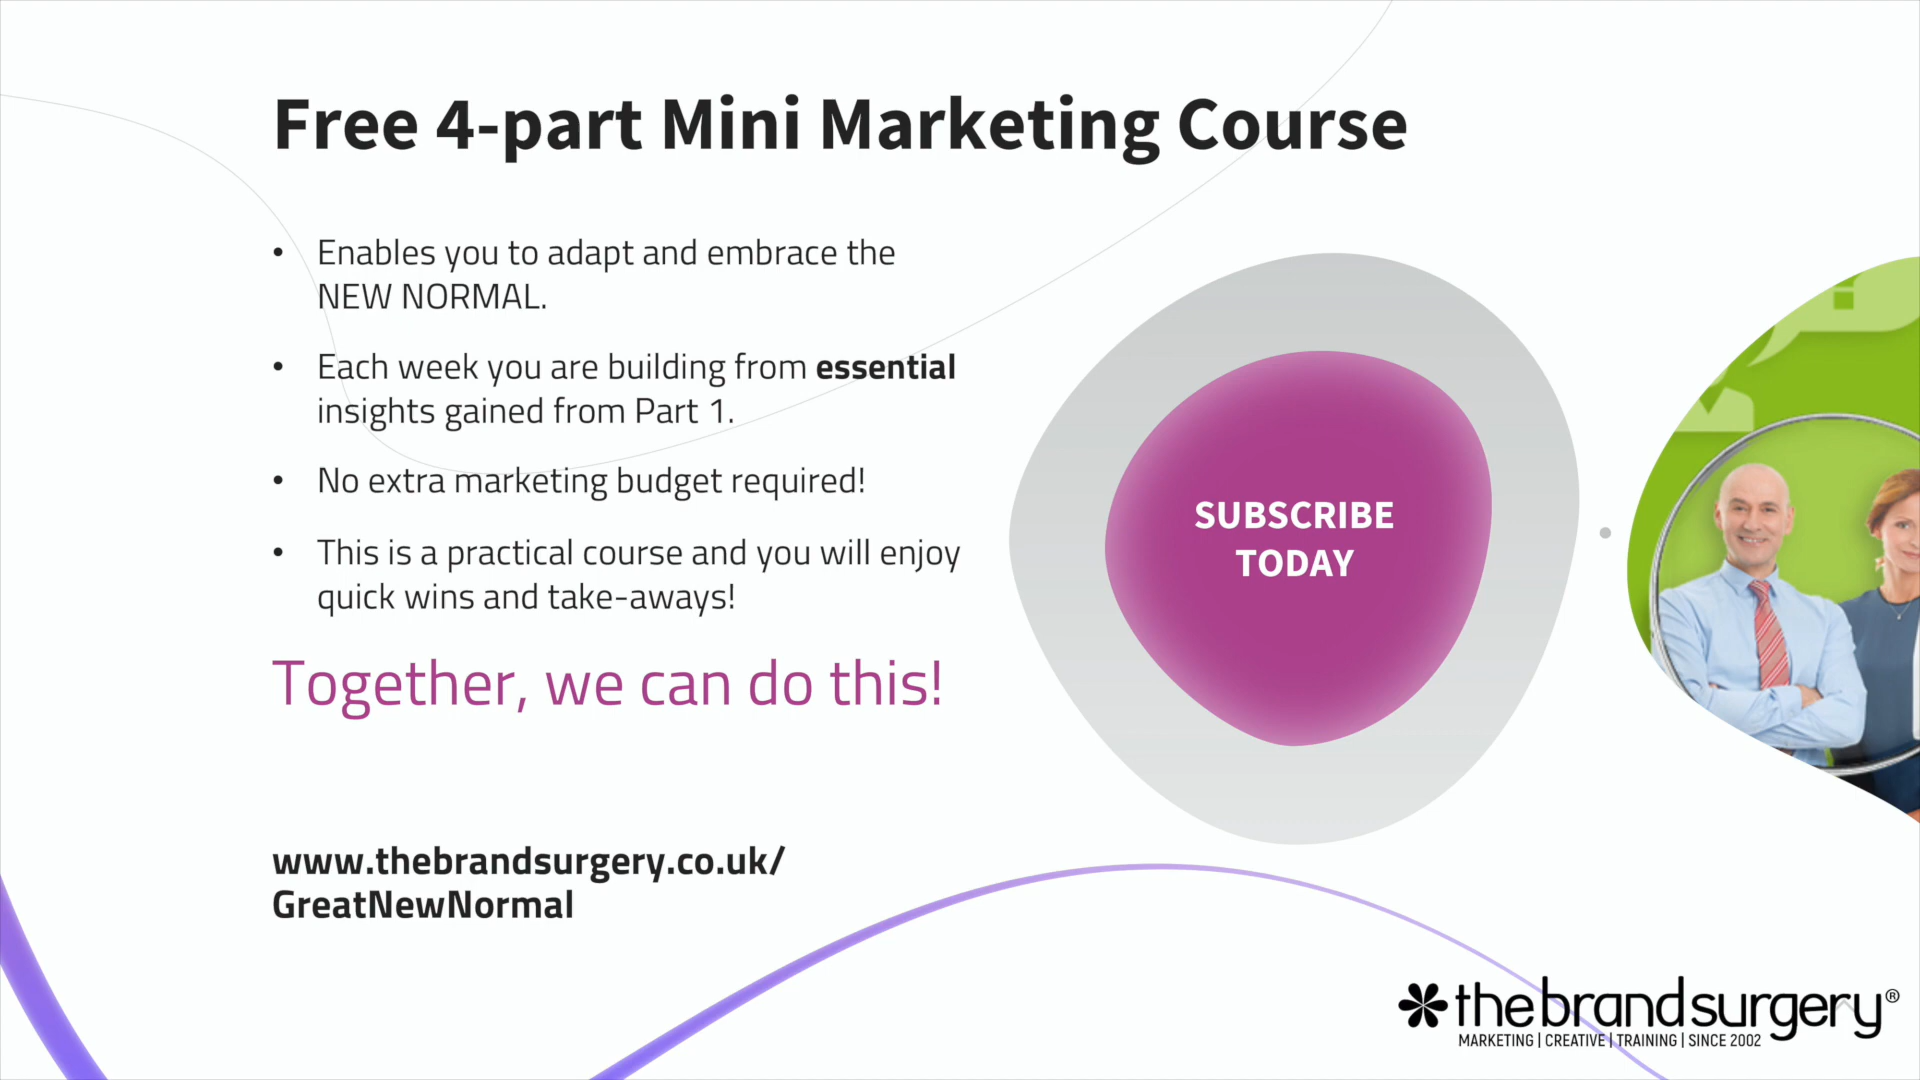 Free 4-part Mini Marketing Course
• Enables you to adapt and embrace the
NEW NORMAL.
• Each week you are building from essential
insights gained from Part 1.
• No extra marketing budget required!
• This is a practical course and you will enjoy
quick wins and take-aways!
Together, we can do this!
SUBSCRIBE
TODAY
www.thebrandsurgery.co.uk/
GreatNewNormal
thebrandsurgery®
MARKETING | CREATIVE | TRAINING | SINCE 2002